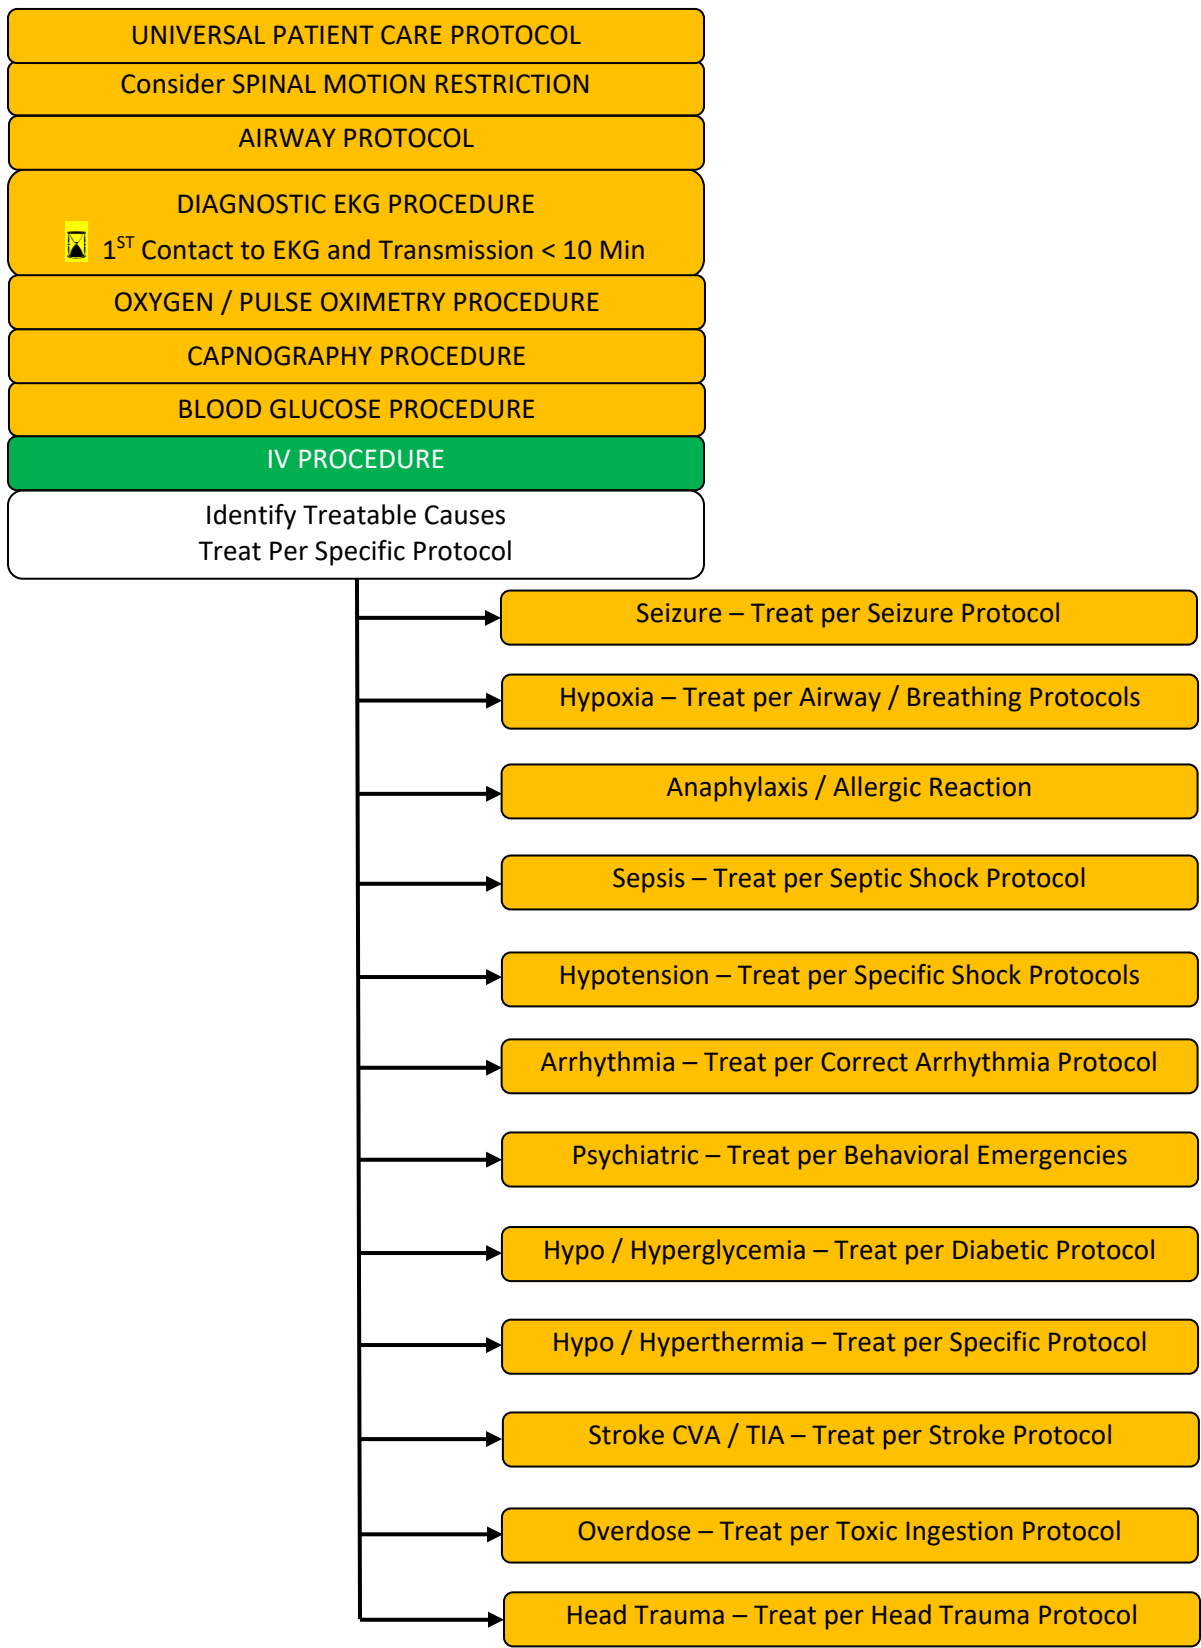 UNIVERSAL PATIENT CARE PROTOCOL
Consider SPINAL MOTION RESTRICTION
AIRWAY PROTOCOL
DIAGNOSTIC EKG PROCEDURE
1ST Contact to EKG and Transmission < 10 Min
OXYGEN / PULSE OXIMETRY PROCEDURE
CAPNOGRAPHY PROCEDURE
BLOOD GLUCOSE PROCEDURE
IV PROCEDURE
Identify Treatable Causes
Treat Per Specific Protocol
Seizure – Treat per Seizure Protocol
Hypoxia – Treat per Airway / Breathing Protocols
Anaphylaxis / Allergic Reaction
Sepsis – Treat per Septic Shock Protocol
Hypotension – Treat per Specific Shock Protocols
Arrhythmia – Treat per Correct Arrhythmia Protocol
Psychiatric – Treat per Behavioral Emergencies
Hypo / Hyperglycemia – Treat per Diabetic Protocol
Hypo / Hyperthermia – Treat per Specific Protocol
Stroke CVA / TIA – Treat per Stroke Protocol
Overdose – Treat per Toxic Ingestion Protocol
Head Trauma – Treat per Head Trauma Protocol